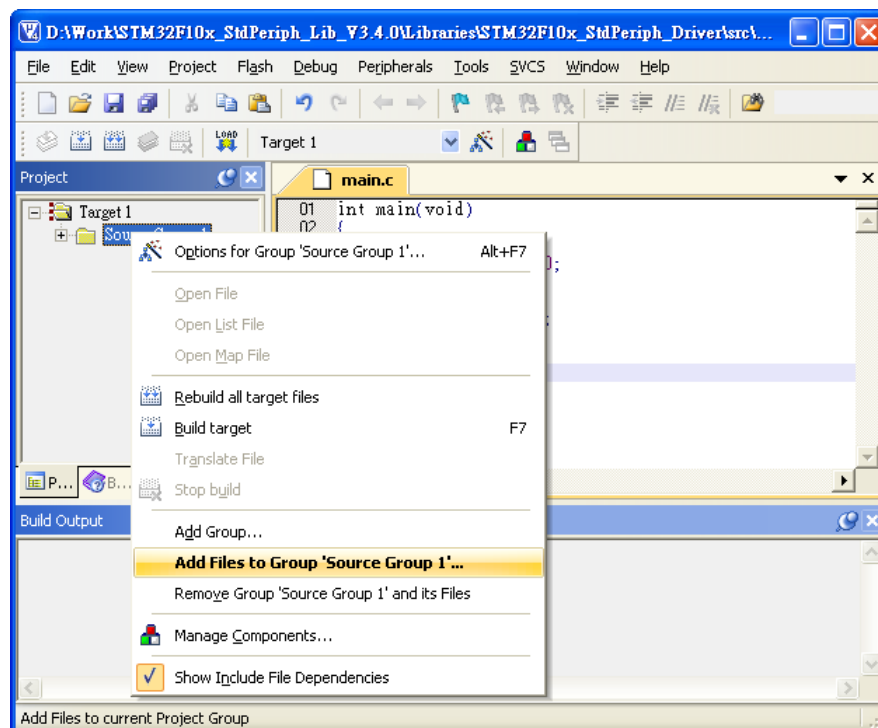 D:\Work\STM32F10x_StdPeriph_Lib_V3.4.0\Libraries\STM32F10x_StdPeriph_Driver\src\...
File Edit View Project Flash Debug Peripherals Tools SVCS Window Help
LOAD Target 1
Project
main.c
Target 1
01 int main(void)
02 {
Options for Group 'Source Group 1'... Alt+F7
Open File
Open List File
Open Map File
Rebuild all target files
Build target F7
Translate File
Stop build
P... B...
Build Output
Add Group...
Add Files to Group 'Source Group 1'...
Remove Group 'Source Group 1' and its Files
Manage Components...
Show Include File Dependencies
Add Files to current Project Group